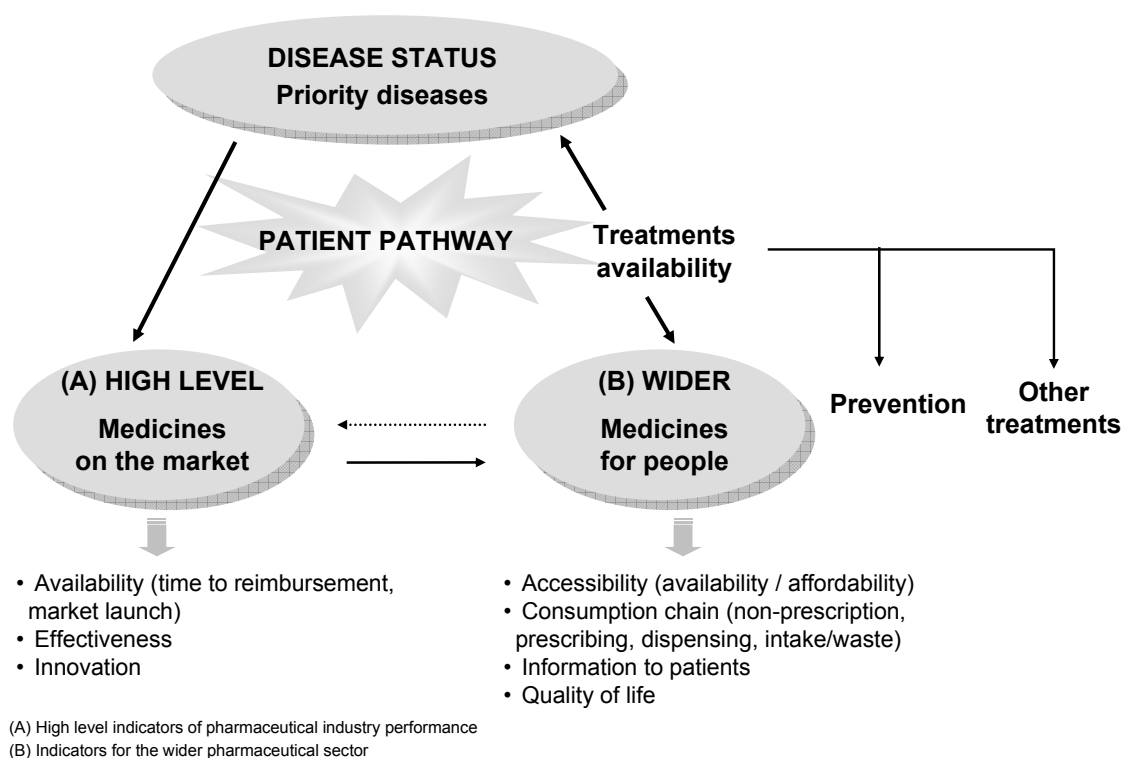 DISEASE STATUS
Priority diseases
PATIENT PATHWAY
Treatments
availability
(A) HIGH LEVEL
Medicines
on the market
(B) WIDER
Medicines
for people
Prevention
Other
treatments
• Availability (time to reimbursement,
market launch)
• Effectiveness
• Innovation
• Accessibility (availability / affordability)
• Consumption chain (non-prescription,
prescribing, dispensing, intake/waste)
• Information to patients
• Quality of life
(A) High level indicators of pharmaceutical industry performance
(B) Indicators for the wider pharmaceutical sector